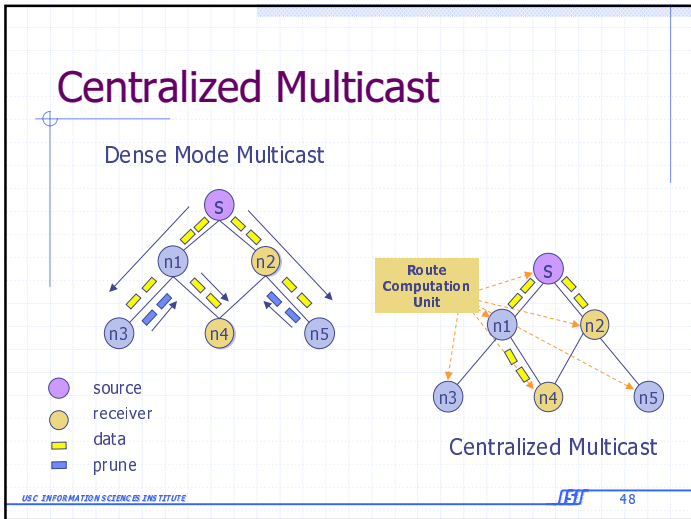 Centralized Multicast
Dense Mode Multicast
S
n1
n2
n3
n4
n5
source
receiver
data
prune
Route
Computation
Unit
S
n1
n2
n3
n4
n5
Centralized Multicast
USC INFORMATION SCIENCES INSTITUTE
48